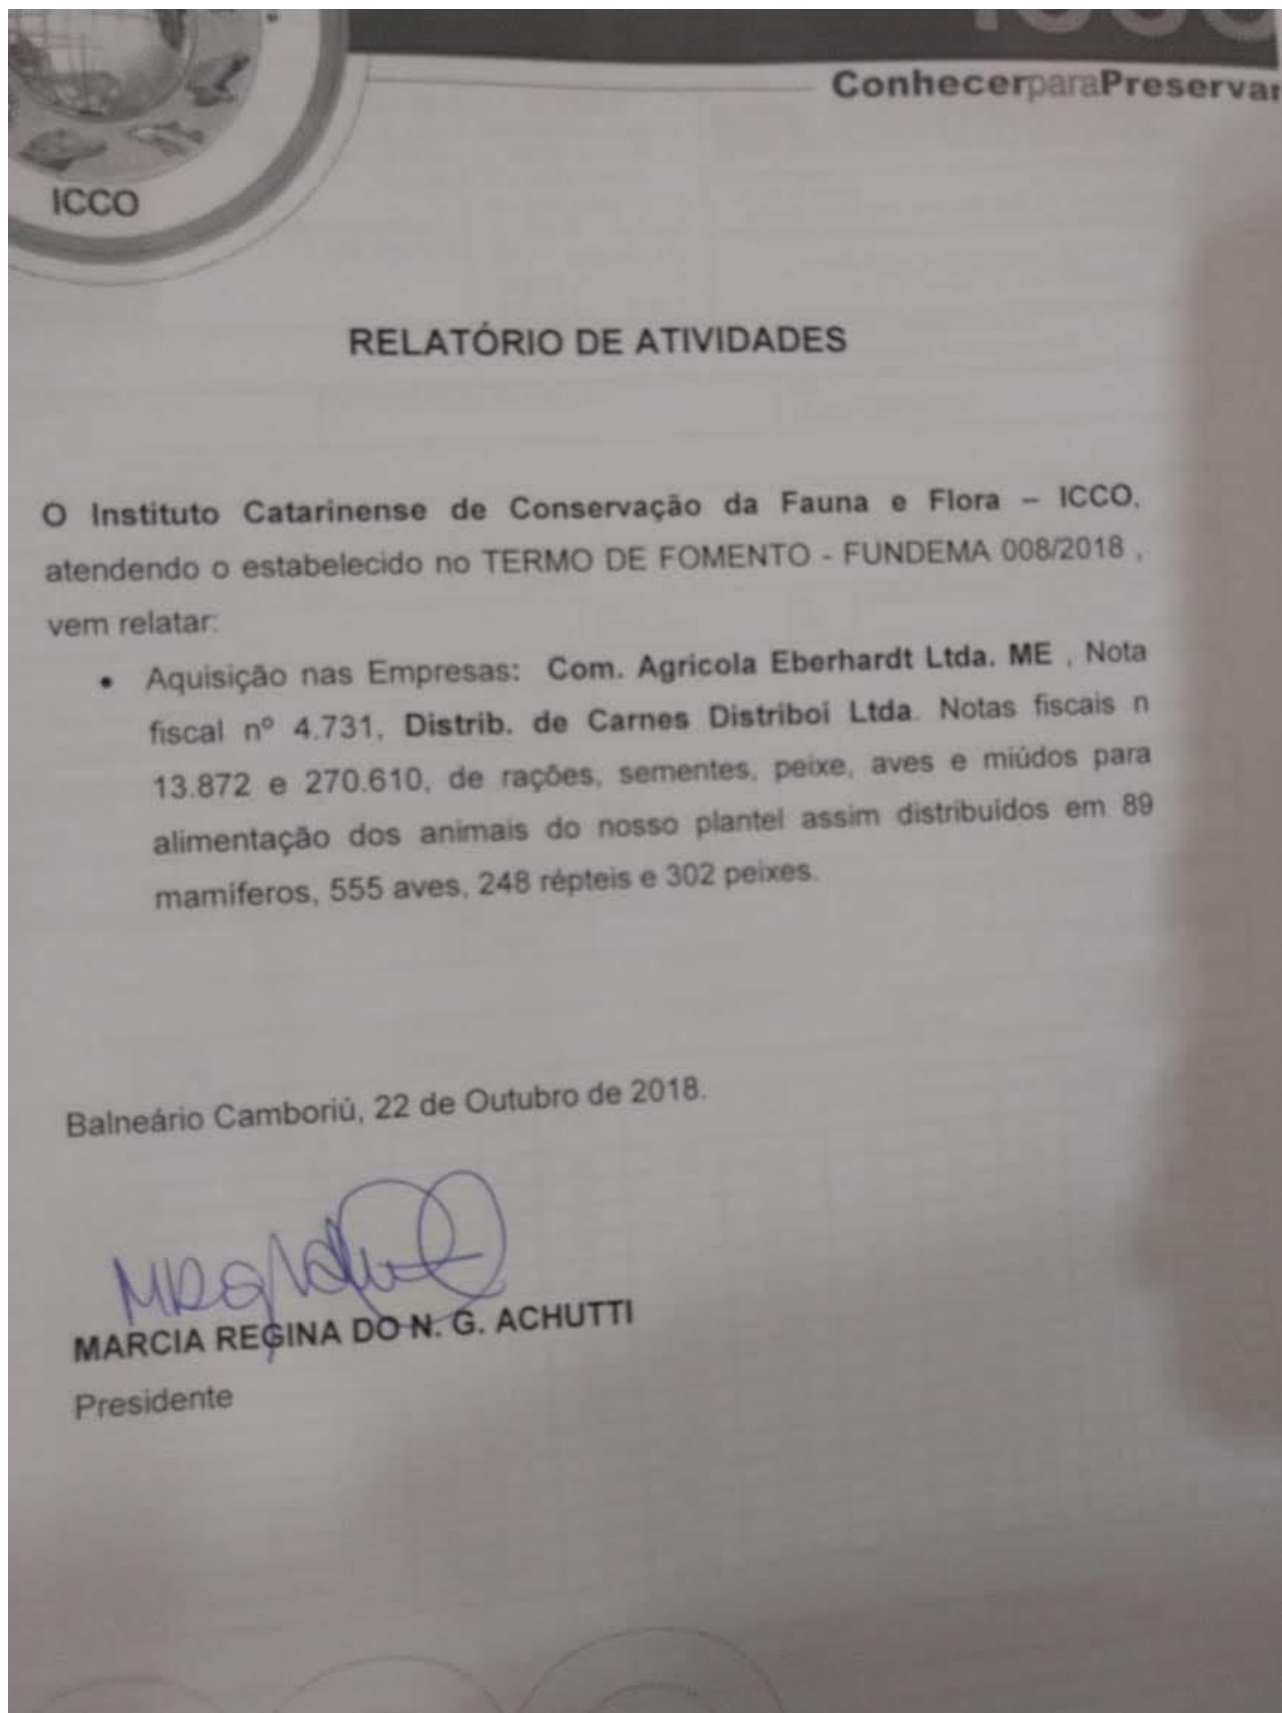 ConhecerparaPreservar
ICCO
RELATÓRIO DE ATIVIDADES
O Instituto Catarinense de Conservação da Fauna e Flora – ICCO,
atendendo o estabelecido no TERMO DE FOMENTO - FUNDEMA 008/2018 ,
vem relatar:
• Aquisição nas Empresas: Com. Agricola Eberhardt Ltda. ME , Nota
fiscal nº 4.731, Distrib. de Carnes Distriboi Ltda. Notas fiscais n
13.872 e 270.610, de rações, sementes, peixe, aves e miúdos para
alimentação dos animais do nosso plantel assim distribuídos em 89
mamíferos, 555 aves, 248 répteis e 302 peixes.
Balneário Camboriú, 22 de Outubro de 2018.
MARCIA REGINA DO N. G. ACHUTTI
Presidente